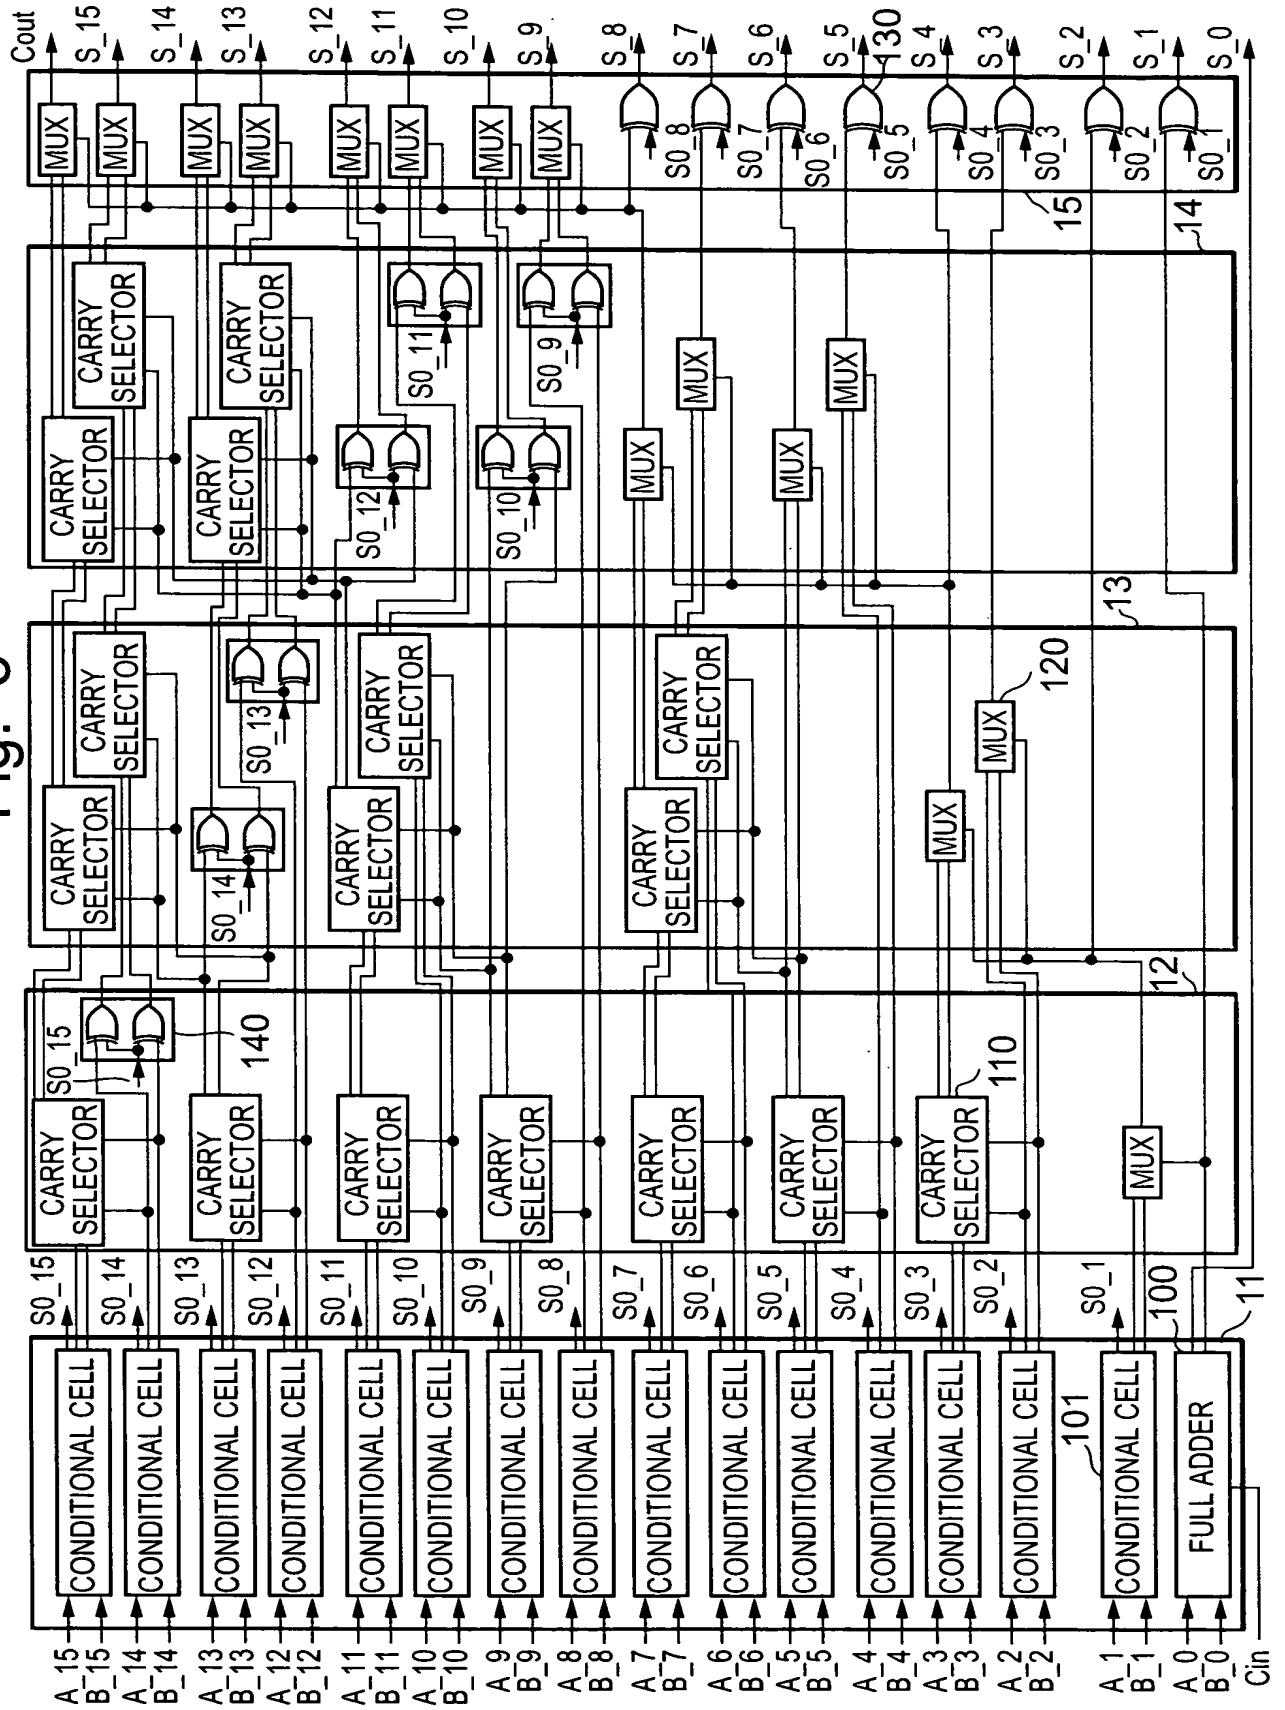 Fig.
A_15
B_15
A_14
B_14
A_13
B_13
A_12
B_12
A_11
B_11
A_10
B_10
A_9
B_9
A_8
B_8
A_7
B_7
A_6
B_6
A_5
B_5
A_4
B_4
A_3
B_3
A_2
B_2
A_1
B_1
A_0
B_0
Cin
CONDITIONAL CELL
CONDITIONAL CELL
CONDITIONAL CELL
CONDITIONAL CELL
CONDITIONAL CELL
CONDITIONAL CELL
CONDITIONAL CELL
CONDITIONAL CELL
CONDITIONAL CELL
CONDITIONAL CELL
CONDITIONAL CELL
CONDITIONAL CELL
CONDITIONAL CELL
CONDITIONAL CELL
101
CONDITIONAL CELL
FULL ADDER
100
11
S0_15
S0_14
S0_13
S0_12
S0_11
S0_10
S0_9
S0_8
S0_7
S0_6
S0_5
S0_4
S0_3
S0_2
S0_1
CARRY
SELECTOR
CARRY
SELECTOR
CARRY
SELECTOR
CARRY
SELECTOR
CARRY
SELECTOR
CARRY
SELECTOR
CARRY
SELECTOR
110
MUX
S0_15
140
12
CARRY
SELECTOR
CARRY
SELECTOR
S0_14
S0_13
CARRY
SELECTOR
CARRY
SELECTOR
CARRY
SELECTOR
CARRY
SELECTOR
MUX
MUX
120
13
CARRY
SELECTOR
CARRY
SELECTOR
CARRY
SELECTOR
CARRY
SELECTOR
S0_12
S0_11
S0_10
S0_9
MUX
MUX
MUX
MUX
14
MUX
MUX
MUX
MUX
MUX
MUX
MUX
MUX
S0_8
S0_7
S0_6
S0_5
130
S0_4
S0_3
S0_2
S0_1
15
Cout
S_15
S_14
S_13
S_12
S_11
S_10
S_9
S_8
S_7
S_6
S_5
S_4
S_3
S_2
S_1
S_0